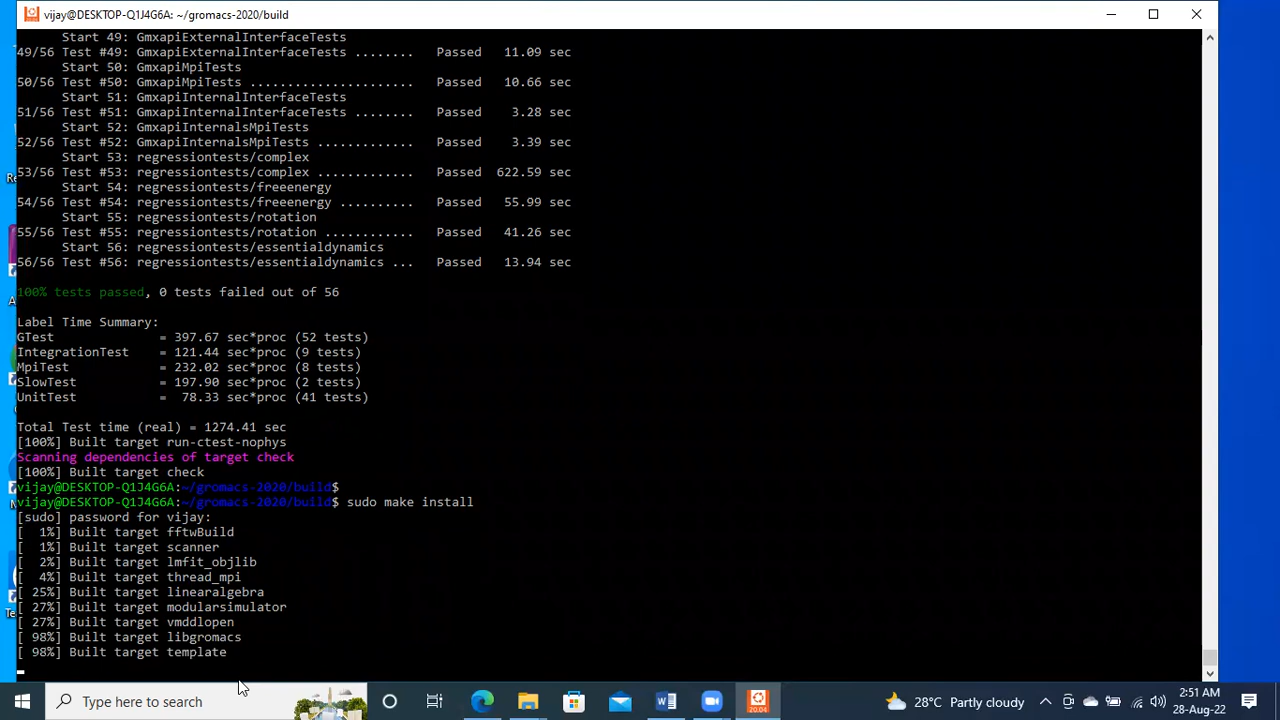 vijay@DESKTOP-Q1J4G6A: ~/gromacs-2020/build
Start 49: GmxapiExternalInterfaceTests
49/56 Test #49: GmxapiExternalInterfaceTests ........ Passed 11.09 sec
Start 50: GmxapiMpiTests
50/56 Test #50: GmxapiMpiTests ...................... Passed 10.66 sec
Start 51: GmxapiInternalInterfaceTests
51/56 Test #51: GmxapiInternalInterfaceTests ........ Passed 3.28 sec
Start 52: GmxapiInternalsMpiTests
52/56 Test #52: GmxapiInternalsMpiTests ............. Passed 3.39 sec
Start 53: regressiontests/complex
53/56 Test #53: regressiontests/complex ............. Passed 622.59 sec
Start 54: regressiontests/freeenergy
54/56 Test #54: regressiontests/freeenergy .......... Passed 55.99 sec
Start 55: regressiontests/rotation
55/56 Test #55: regressiontests/rotation ............ Passed 41.26 sec
Start 56: regressiontests/essentialdynamics
56/56 Test #56: regressiontests/essentialdynamics ... Passed 13.94 sec
100% tests passed, 0 tests failed out of 56
Label Time Summary:
GTest = 397.67 sec*proc (52 tests)
IntegrationTest = 121.44 sec*proc (9 tests)
MpiTest = 232.02 sec*proc (8 tests)
SlowTest = 197.90 sec*proc (2 tests)
UnitTest = 78.33 sec*proc (41 tests)
Total Test time (real) = 1274.41 sec
[100%] Built target run-ctest-nophys
Scanning dependencies of target check
[100%] Built target check
vijay@DESKTOP-Q1J4G6A:~/gromacs-2020/build$
vijay@DESKTOP-Q1J4G6A:~/gromacs-2020/build$ sudo make install
[sudo] password for vijay:
[  1%] Built target fftwBuild
[  1%] Built target scanner
[  2%] Built target lmfit_objlib
[  4%] Built target thread_mpi
[ 25%] Built target linearalgebra
[ 27%] Built target modularsimulator
[ 27%] Built target vmddlopen
[ 98%] Built target libgromacs
[ 98%] Built target template
Type here to search
20.04
28°C Partly cloudy
2:51 AM
28-Aug-22